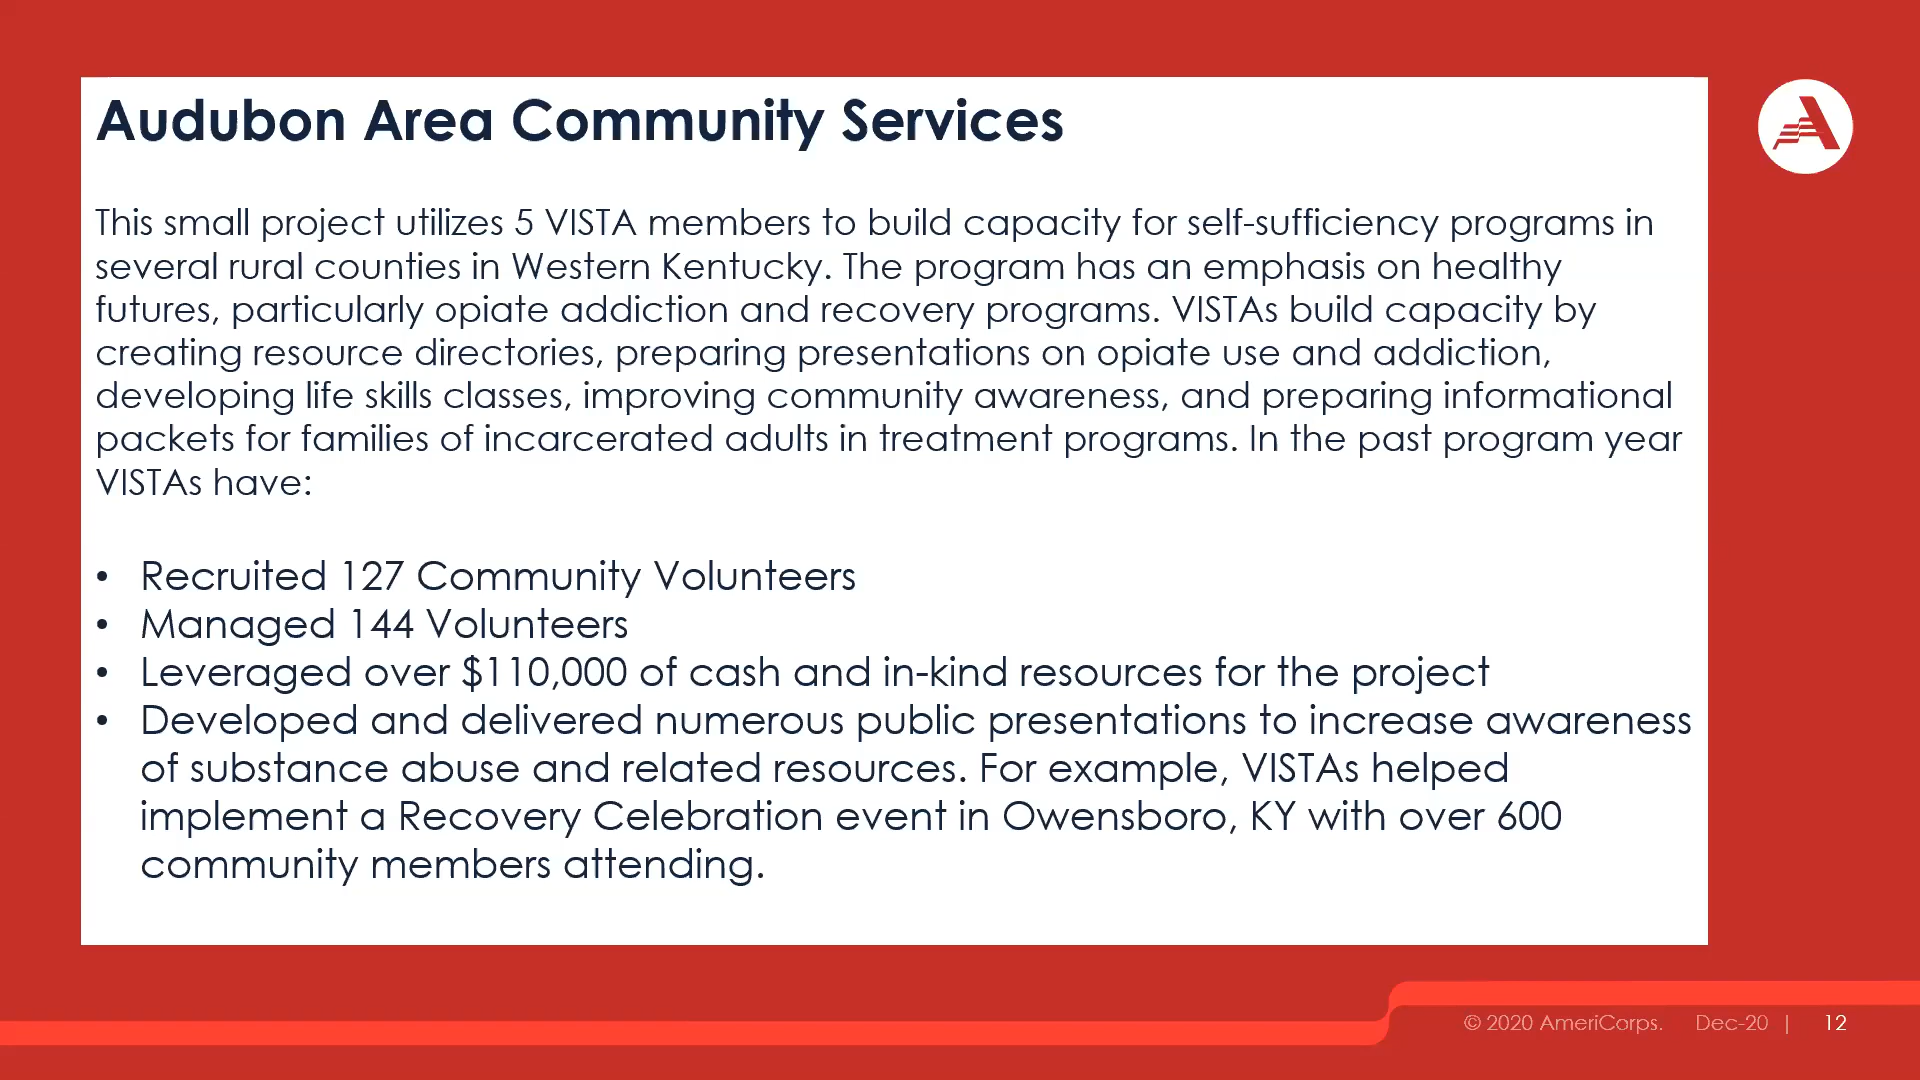 Audubon Area Community Services
This small project utilizes 5 VISTA members to build capacity for self-sufficiency programs in
several rural counties in Western Kentucky. The program has an emphasis on healthy
futures, particularly opiate addiction and recovery programs. VISTAs build capacity by
creating resource directories, preparing presentations on opiate use and addiction,
developing life skills classes, improving community awareness, and preparing informational
packets for families of incarcerated adults in treatment programs. In the past program year
VISTAs have:
• Recruited 127 Community Volunteers
• Managed 144 Volunteers
• Leveraged over $110,000 of cash and in-kind resources for the project
• Developed and delivered numerous public presentations to increase awareness
of substance abuse and related resources. For example, VISTAs helped
implement a Recovery Celebration event in Owensboro, KY with over 600
community members attending.
© 2020 AmeriCorps. Dec-20 | 12